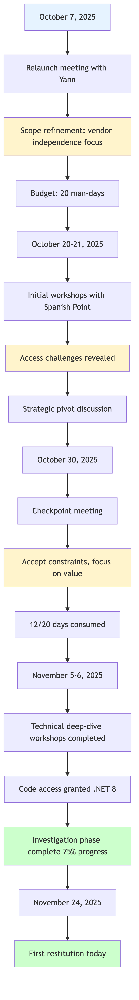 October 7, 2025
Relaunch meeting with
Yann
Scope refinement: vendor
independence focus
Budget: 20 man-days
October 20-21, 2025
Initial workshops with
Spanish Point
Access challenges revealed
Strategic pivot discussion
October 30, 2025
Checkpoint meeting
Accept constraints, focus
on value
12/20 days consumed
November 5-6, 2025
Technical deep-dive
workshops completed
Code access granted .NET 8
Investigation phase
complete 75% progress
November 24, 2025
First restitution today